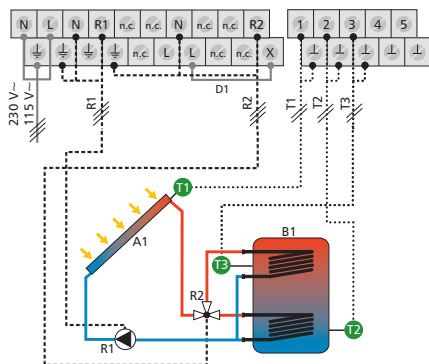 N L N R1 n.c. n.c. N L n.c. R2 1 2 3 4 5
n.c. L L n.c. n.c. L L X
D1
230 V~
115 V~
R1
R2
T1
T2
T3
T1
A1
B1
T3
R2
T2
R1